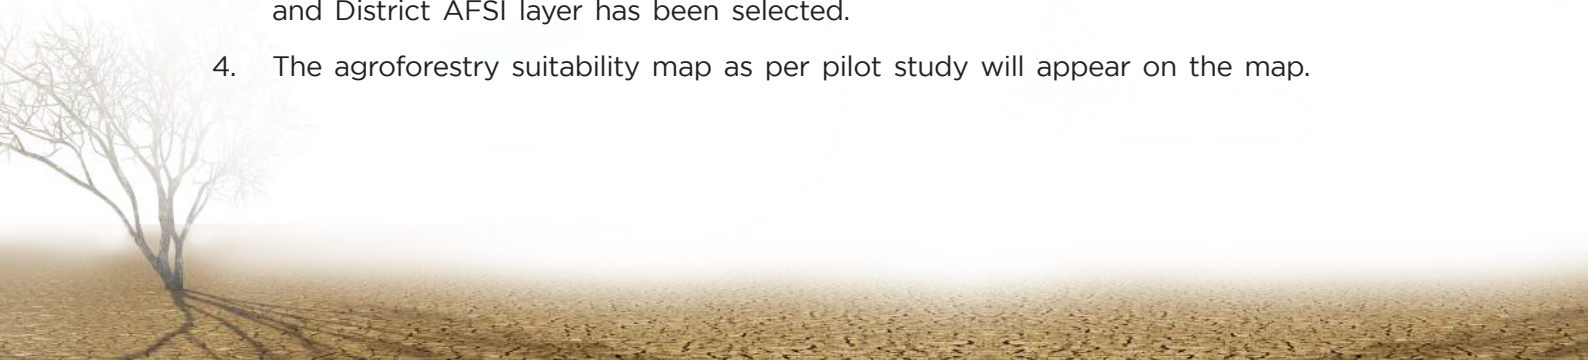 and District AFSI layer has been selected.
4. The agroforestry suitability map as per pilot study will appear on the map.